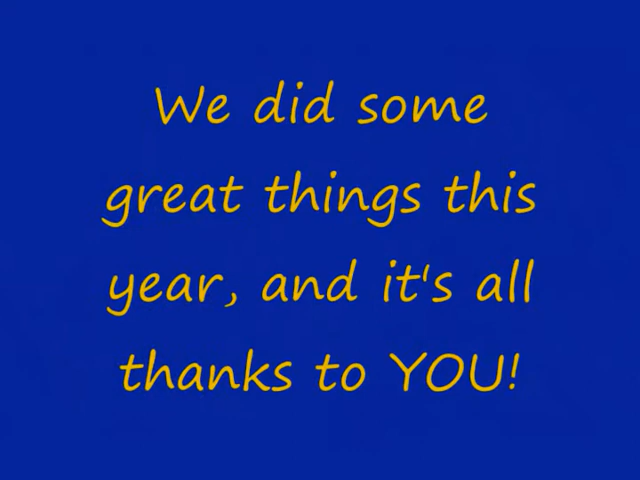 We did some
great things this
year, and it's all
thanks to YOU!